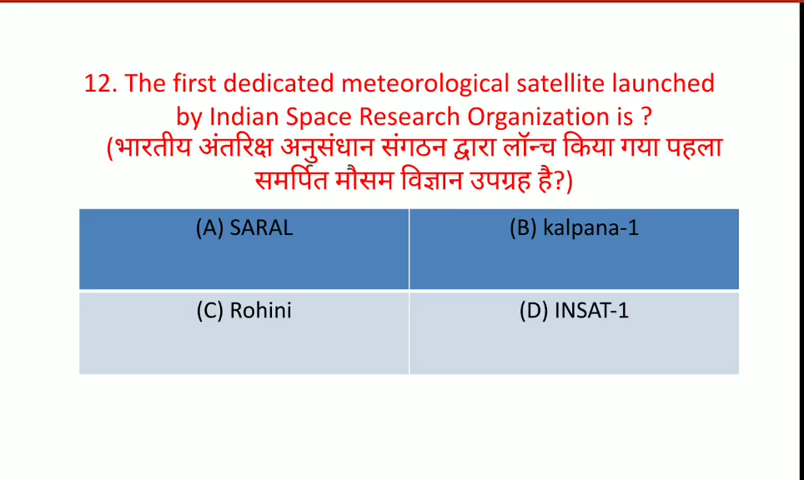 12. The first dedicated meteorological satellite launched
by Indian Space Research Organization is ?
(भारतीय अंतरिक्ष अनुसंधान संगठन द्वारा लॉन्च किया गया पहला
समर्पित मौसम विज्ञान उपग्रह है?)
(A) SARAL
(B) kalpana-1
(C) Rohini
(D) INSAT-1